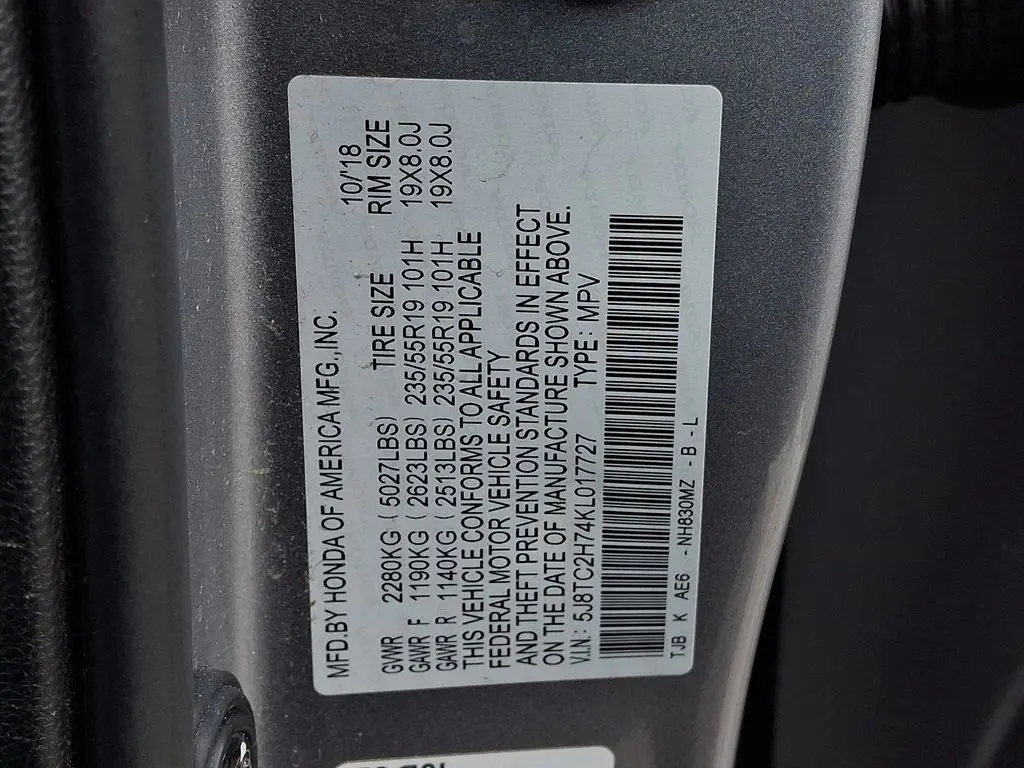 MFD.BY HONDA OF AMERICA MFG.,INC. 10/'18
TIRE SIZE RIM SIZE
GVWR 2280KG ( 5027LBS)
GAWR F 1190KG ( 2623LBS) 235/55R19 101H 19X8.0J
GAWR R 1140KG ( 2513LBS) 235/55R19 101H 19X8.0J
THIS VEHICLE CONFORMS TO ALL APPLICABLE
FEDERAL MOTOR VEHICLE SAFETY
AND THEFT PREVENTION STANDARDS IN EFFECT
ON THE DATE OF MANUFACTURE SHOWN ABOVE.
V.I.N: 5J8TC2H74KL017727 TYPE: MPV
TJB K AE6 -NH830MZ -B - L